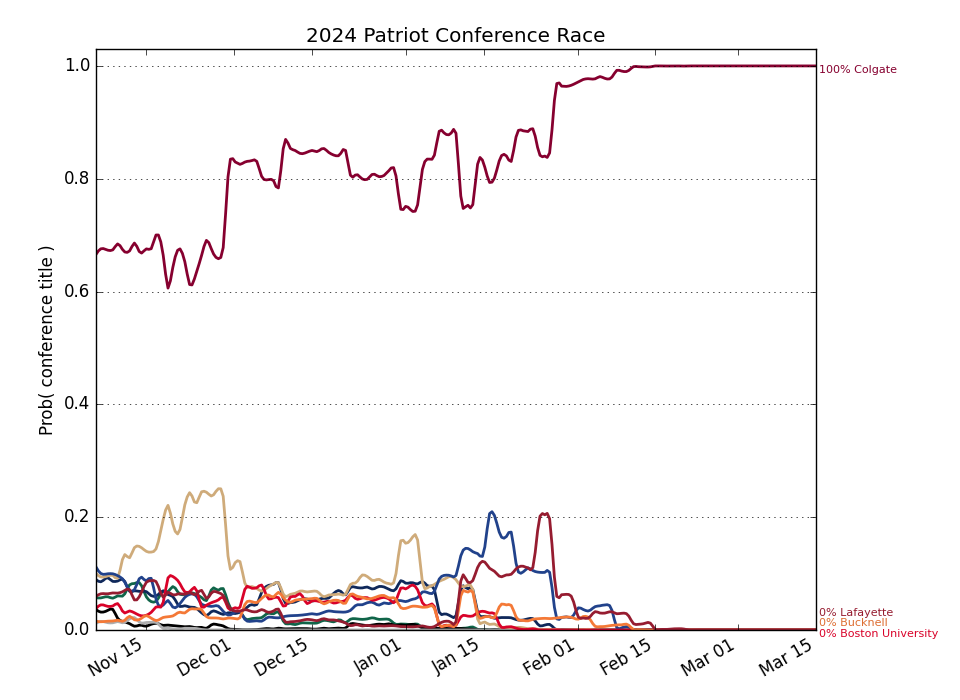 2024 Patriot Conference Race
Prob( conference title )
1.0
0.8
0.6
0.4
0.2
0.0
100% Colgate
0% Lafayette
0% Bucknell
0% Boston University
Nov 15
Dec 01
Dec 15
Jan 01
Jan 15
Feb 01
Feb 15
Mar 01
Mar 15